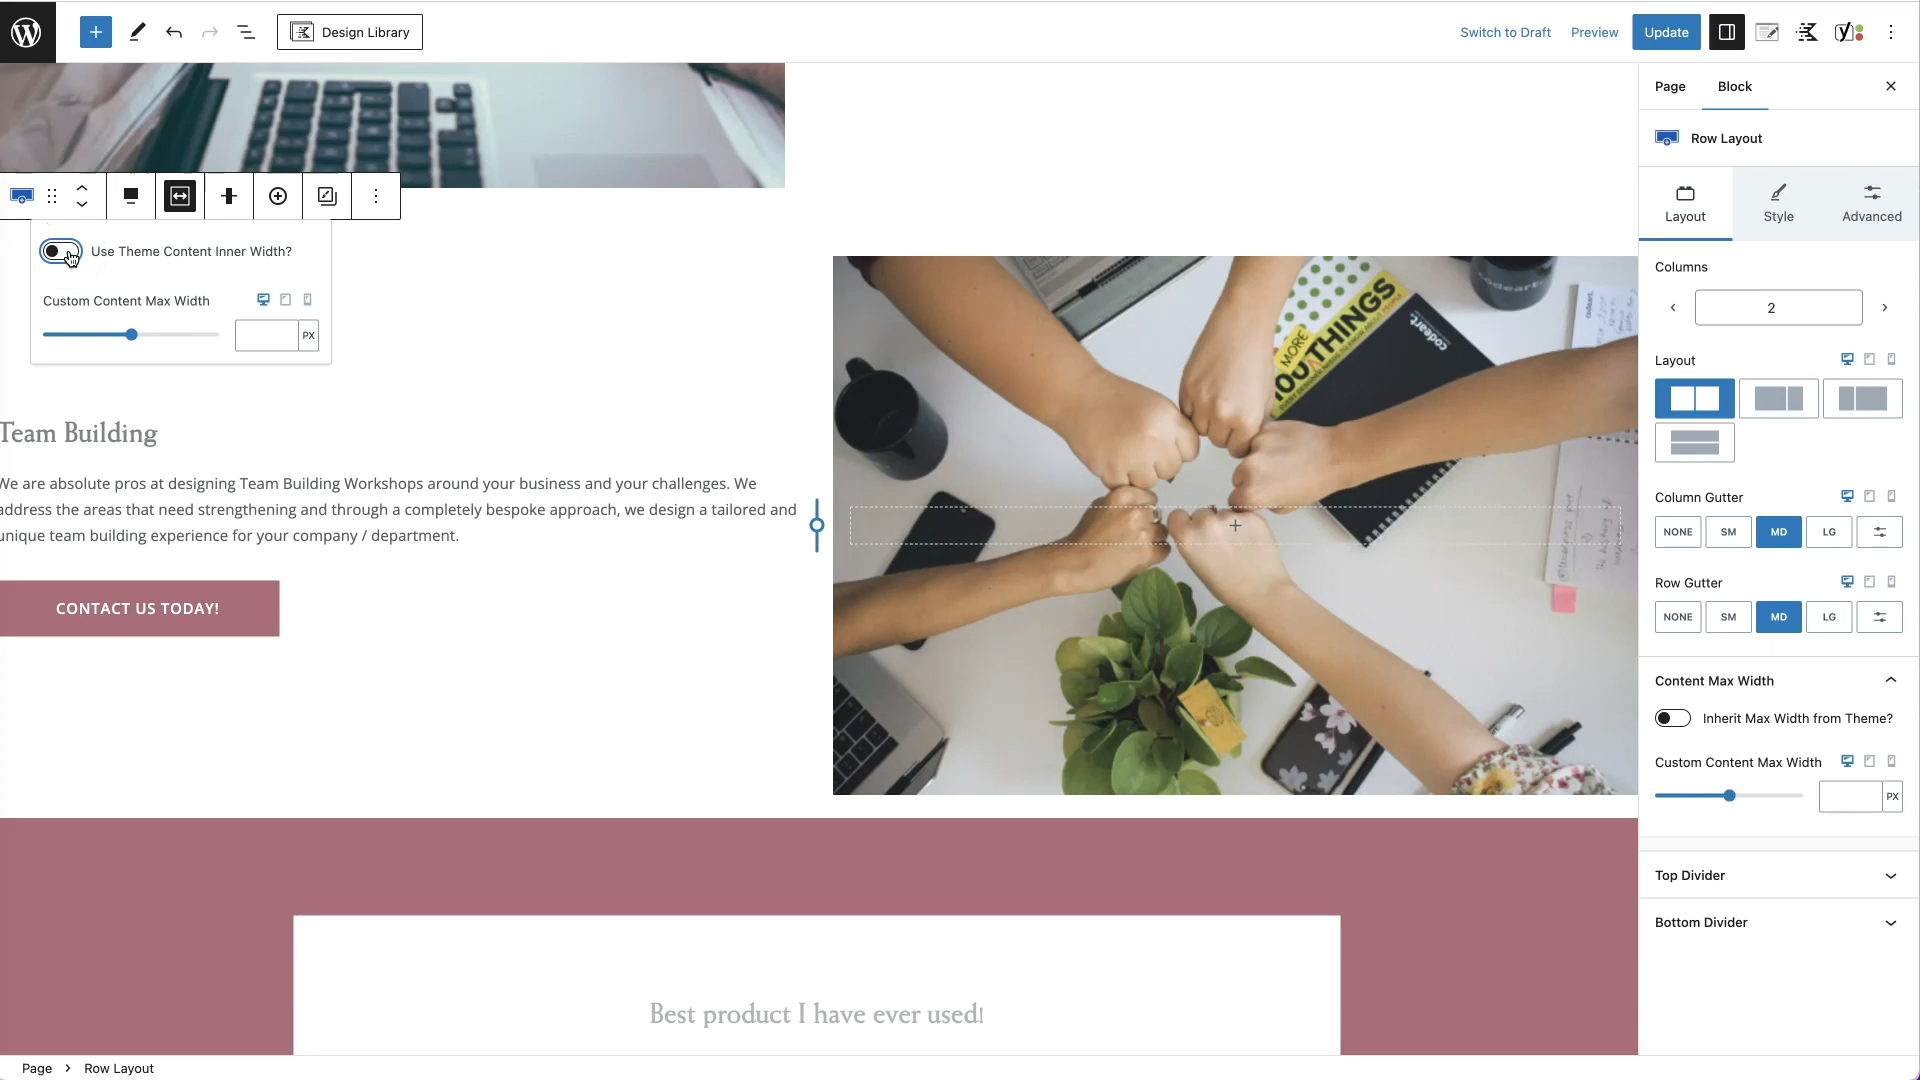 Design Library
Switch to Draft
Preview
Update
Page
Block
Row Layout
Layout
Style
Advanced
Use Theme Content Inner Width?
Custom Content Max Width
PX
Team Building
We are absolute pros at designing Team Building Workshops around your business and your challenges. We
address the areas that need strengthening and through a completely bespoke approach, we design a tailored and
unique team building experience for your company / department.
CONTACT US TODAY!
MORE
100 THINGS
codeart.
codeart.
Columns
2
Layout
Column Gutter
NONE SM MD LG
Row Gutter
NONE SM MD LG
Content Max Width
Inherit Max Width from Theme?
Custom Content Max Width
PX
Top Divider
Bottom Divider
Best product I have ever used!
Page > Row Layout